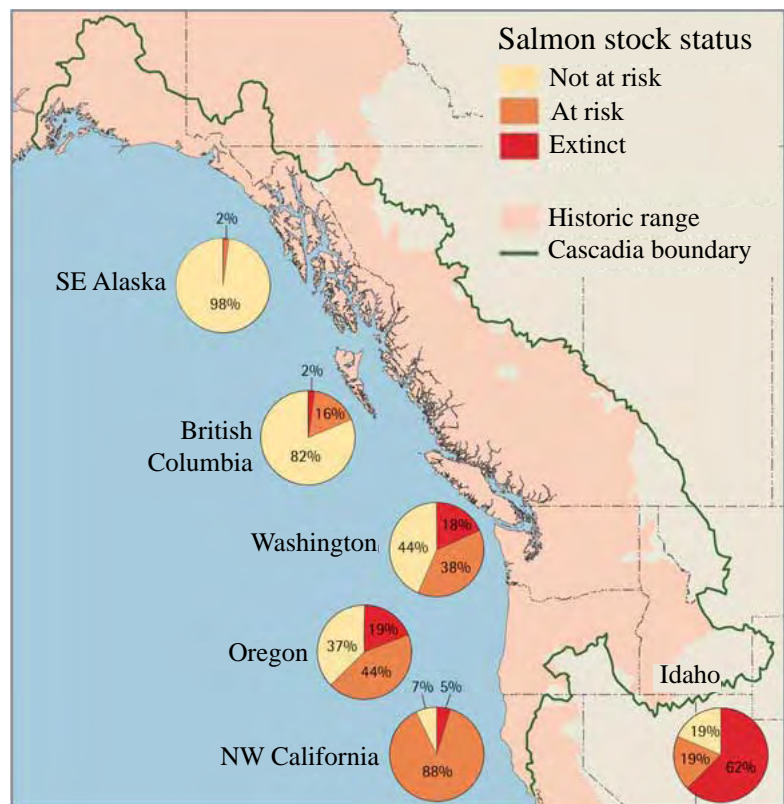 Salmon stock status
Not at risk
At risk
Extinct
Historic range
Cascadia boundary
2%
SE Alaska
98%
2%
16%
British
Columbia
82%
18%
Washington
44%
38%
19%
Oregon
37%
44%
Idaho
7% 5%
NW California
88%
19%
19%
62%